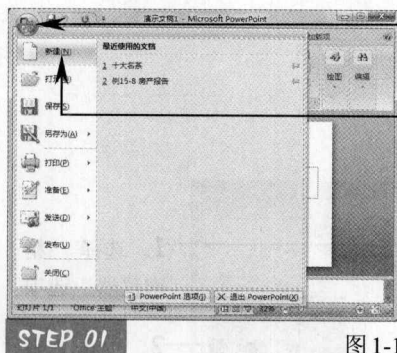 演示文稿1 - Microsoft PowerPoint
新建(N)
打开(O)
保存(S)
另存为(A)
打印(P)
准备(E)
发送(D)
发布(U)
关闭(C)
最近使用的文档
1 十大名茶
2 例15-8 房产报告
绘图 编辑
PowerPoint 选项(I) 退出 PowerPoint(X)
幻灯片 1/1 "Office 主题" 中文(中国) 32%
STEP 01
图1-1